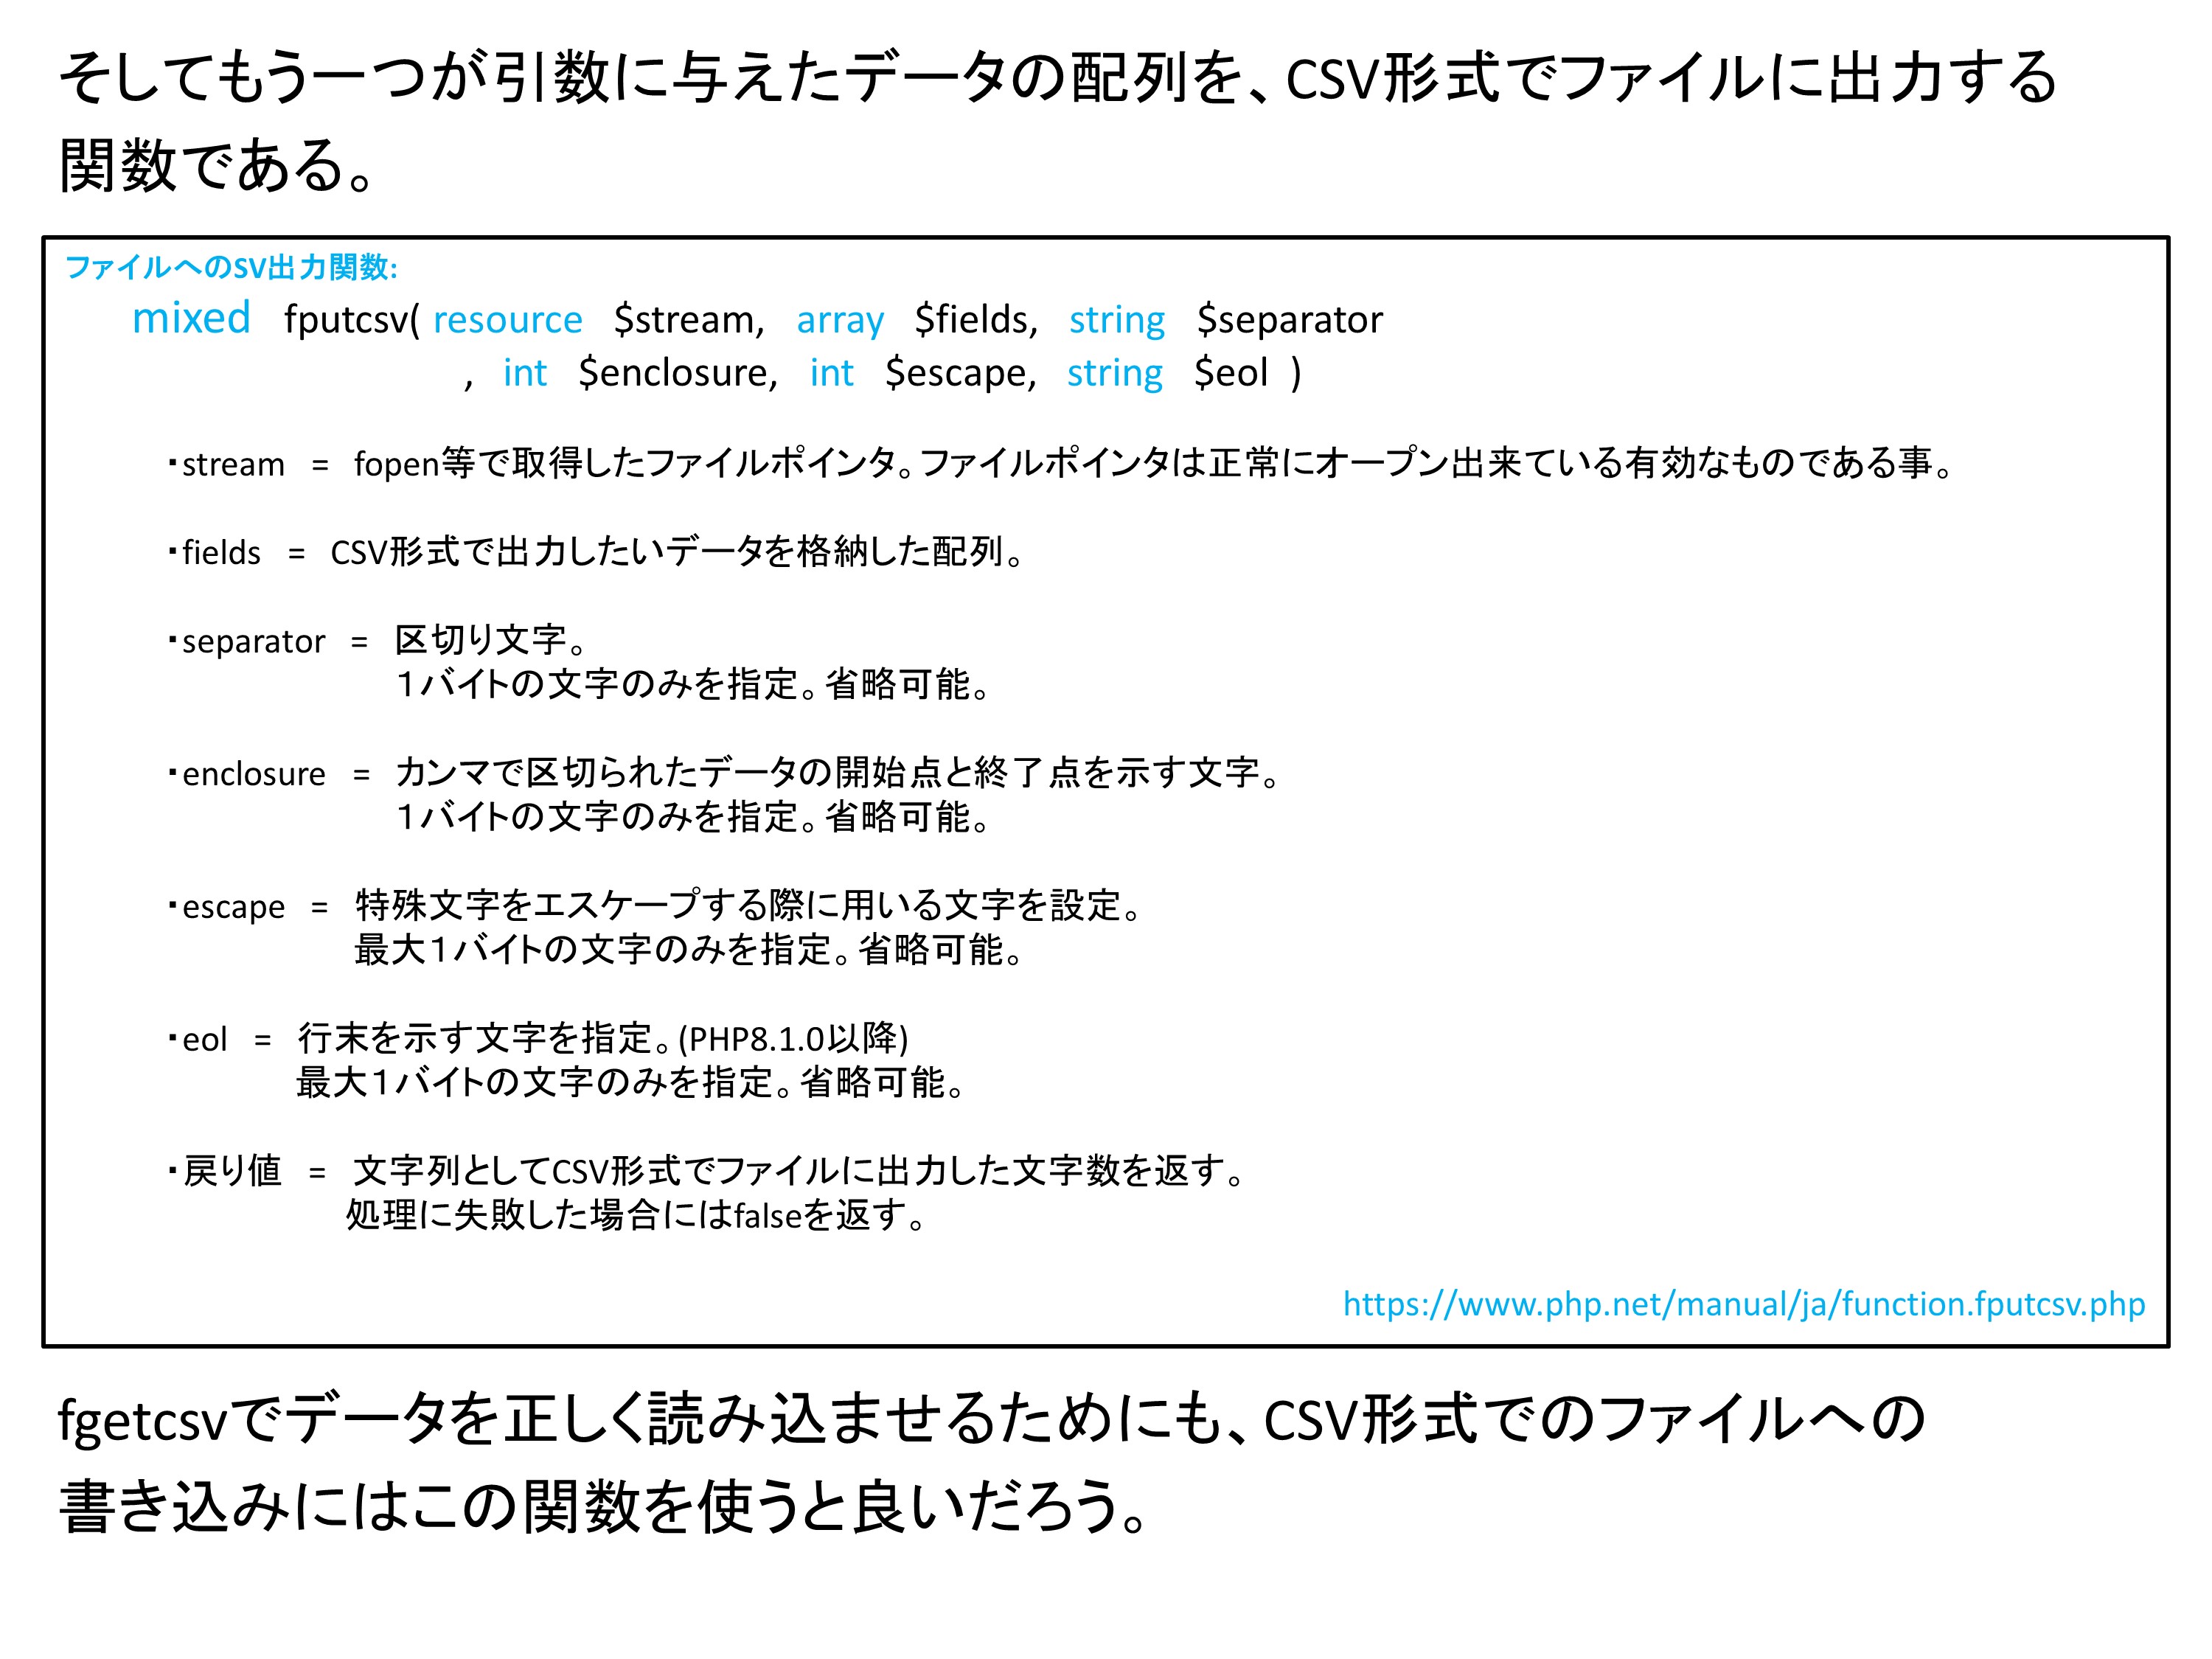 そしてもう一つが引数に与えたデータの配列を、CSV形式でファイルに出力する
関数である。
ファイルへのSV出力関数:
mixed fputcsv( resource $stream, array $fields, string $separator
, int $enclosure, int $escape, string $eol )
・stream = fopen等で取得したファイルポインタ。ファイルポインタは正常にオープン出来ている有効なものである事。
・fields = CSV形式で出力したいデータを格納した配列。
・separator = 区切り文字。
１バイトの文字のみを指定。省略可能。
・enclosure = カンマで区切られたデータの開始点と終了点を示す文字。
１バイトの文字のみを指定。省略可能。
・escape = 特殊文字をエスケープする際に用いる文字を設定。
最大１バイトの文字のみを指定。省略可能。
・eol = 行末を示す文字を指定。(PHP8.1.0以降)
最大１バイトの文字のみを指定。省略可能。
・戻り値 = 文字列としてCSV形式でファイルに出力した文字数を返す。
処理に失敗した場合にはfalseを返す。
https://www.php.net/manual/ja/function.fputcsv.php
fgetcsvでデータを正しく読み込ませるためにも、CSV形式でのファイルへの
書き込みにはこの関数を使うと良いだろう。